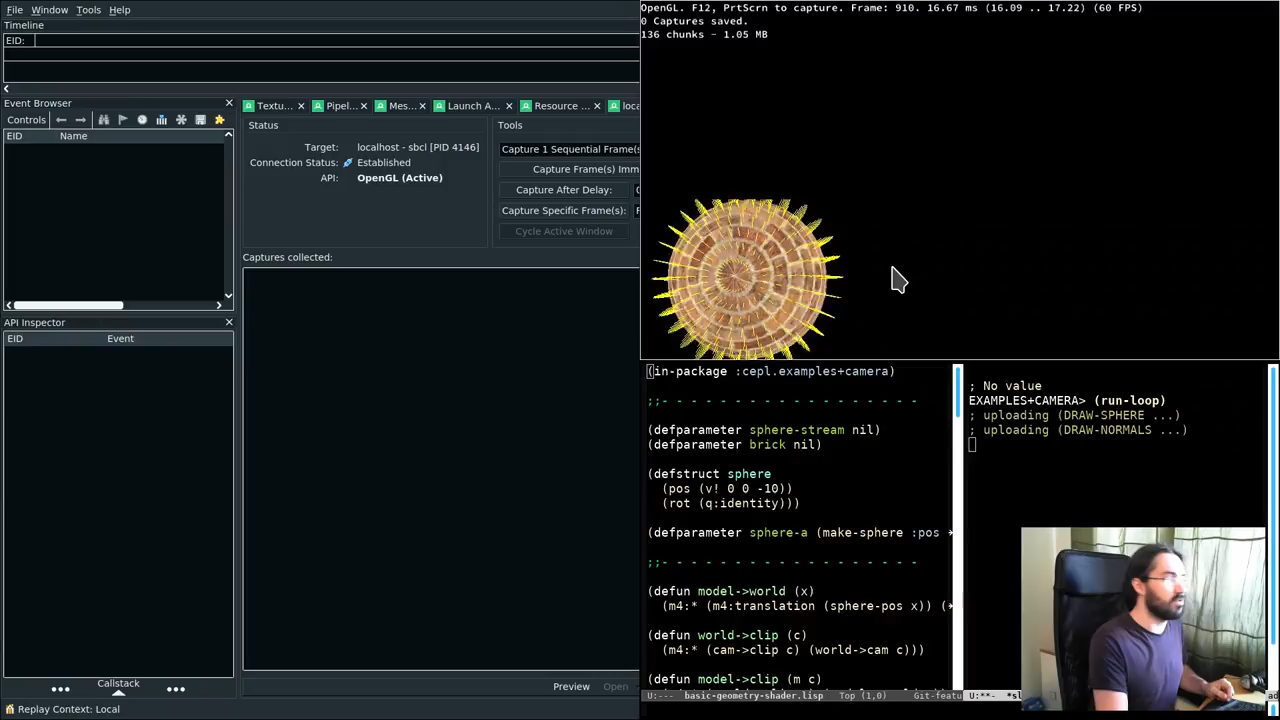 File Window Tools Help
Timeline
EID:
Event Browser
Controls
EID Name
API Inspector
EID Event
Callstack
Replay Context: Local
Textu... Pipel... Mes... Launch A... Resource ... loca
Status
Target: localhost - sbcl [PID 4146]
Connection Status: Established
API: OpenGL (Active)
Tools
Capture 1 Sequential Frame(s
Capture Frame(s) Imm
Capture After Delay: 0
Capture Specific Frame(s):
Cycle Active Window
Captures collected:
Preview Open
OpenGL. F12, PrtScrn to capture. Frame: 910. 16.67 ms (16.09 .. 17.22) (60 FPS)
0 Captures saved.
136 chunks - 1.05 MB
(in-package :cepl.examples+camera)
;;- - - - - - - - - - - - - - - - - -
(defparameter sphere-stream nil)
(defparameter brick nil)
(defstruct sphere
(pos (v! 0 0 -10))
(rot (q:identity)))
(defparameter sphere-a (make-sphere :pos
;;- - - - - - - - - - - - - - - - - -
(defun model->world (x)
(m4:* (m4:translation (sphere-pos x)) (
(defun world->clip (c)
(m4:* (cam->clip c) (world->cam c)))
(defun model->clip (m c)
U:--- basic-geometry-shader.lisp Top (1,0) Git-featu
; No value
EXAMPLES+CAMERA> (run-loop)
; uploading (DRAW-SPHERE ...)
; uploading (DRAW-NORMALS ...)
U:**- *sl